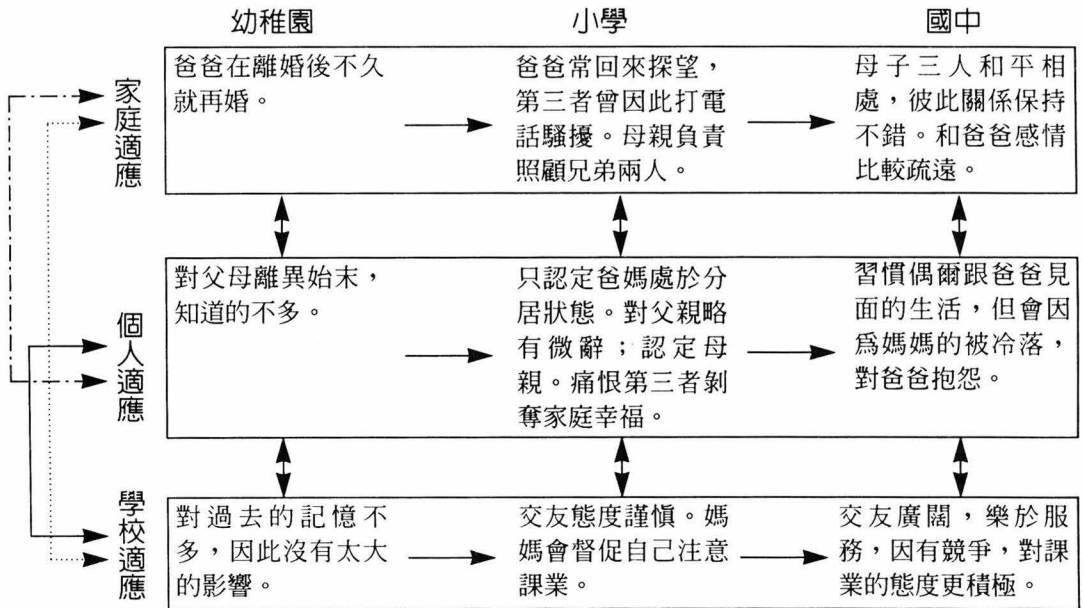 幼稚園
小學
國中
家庭適應
爸爸在離婚後不久
就再婚。
爸爸常回來探望，
第三者曾因此打電
話騷擾。母親負責
照顧兄弟兩人。
母子三人和平相
處，彼此關係保持
不錯。和爸爸感情
比較疏遠。
個人適應
對父母離異始末，
知道的不多。
只認定爸媽處於分
居狀態。對父親略
有微辭；認定母
親。痛恨第三者剝
奪家庭幸福。
習慣偶爾跟爸爸見
面的生活，但會因
爲媽媽的被冷落，
對爸爸抱怨。
學校適應
對過去的記憶不
多，因此沒有太大
的影響。
交友態度謹慎。媽
媽會督促自己注意
課業。
交友廣闊，樂於服
務，因有競爭，對課
業的態度更積極。